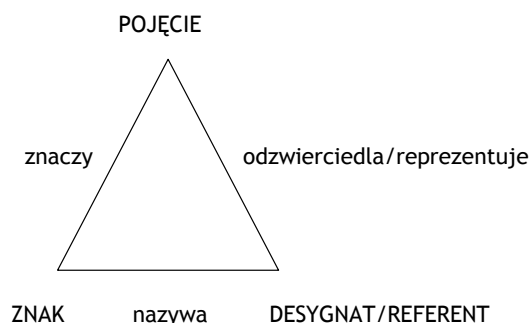 POJĘCIE
znaczy odzwierciedla/reprezentuje
ZNAK nazywa DESYGNAT/REFERENT